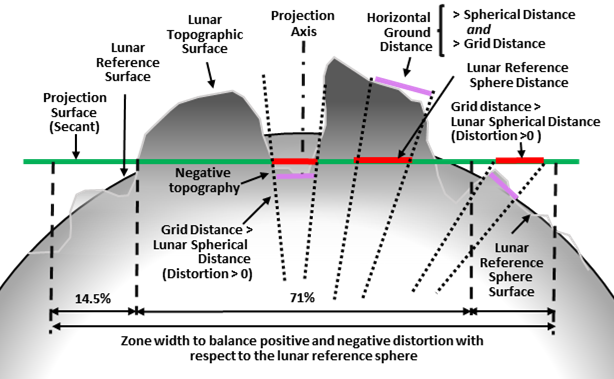 Projection
Axis
Lunar
Topographic
Surface
Horizontal
Ground
Distance
> Spherical Distance
and
> Grid Distance
Lunar
Reference
Surface
Lunar Reference
Sphere Distance
Projection
Surface
(Secant)
Grid distance>
Lunar Spherical Distance
(Distortion >0 )
Negative
topography
Grid Distance >
Lunar Spherical
Distance
(Distortion > 0)
Lunar
Reference
Sphere
Surface
14.5%
71%
Zone width to balance positive and negative distortion with
respect to the lunar reference sphere